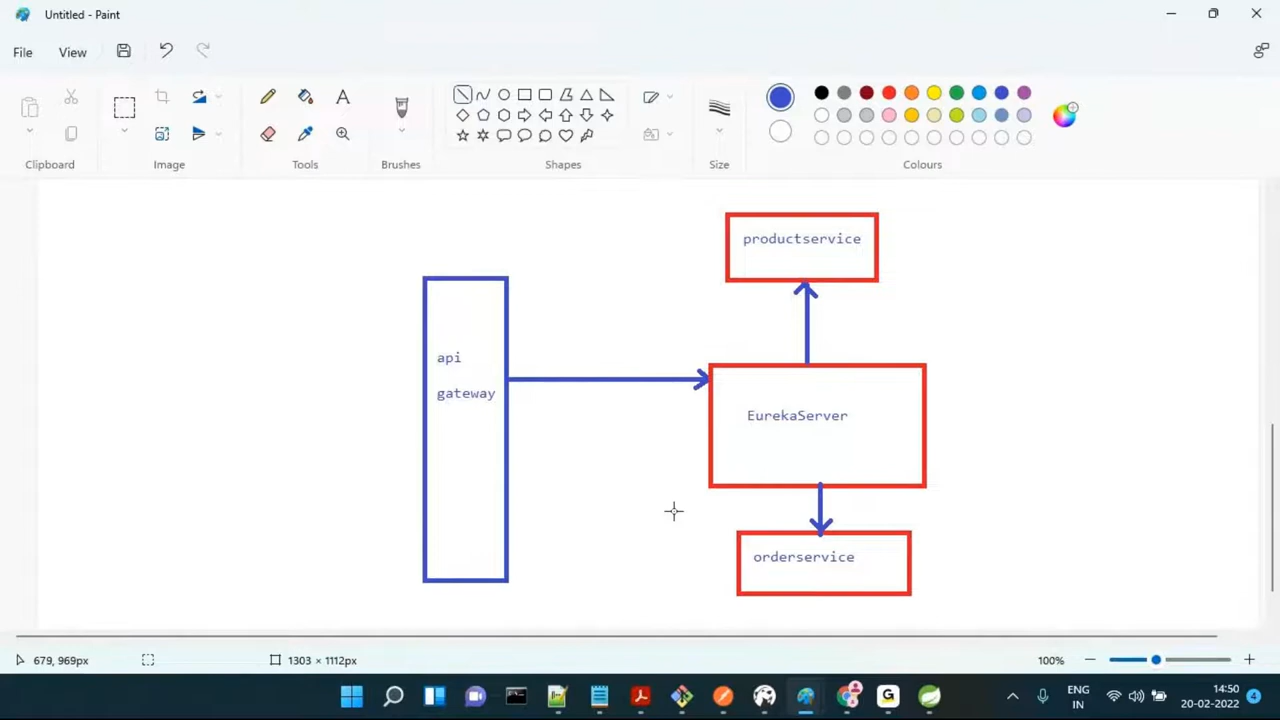 Untitled - Paint
File
View
Clipboard
Image
Tools
Brushes
Shapes
Size
Colours
productservice
api
gateway
EurekaServer
orderservice
679, 969px
1303 × 1112px
100%
ENG
IN
14:50
20-02-2022
4